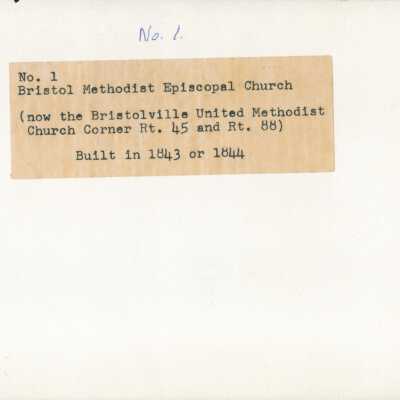 No. 1.
No. 1
Bristol Methodist Episcopal Church
(now the Bristolville United Methodist
Church Corner Rt. 45 and Rt. 88)
Built in 1843 or 1844